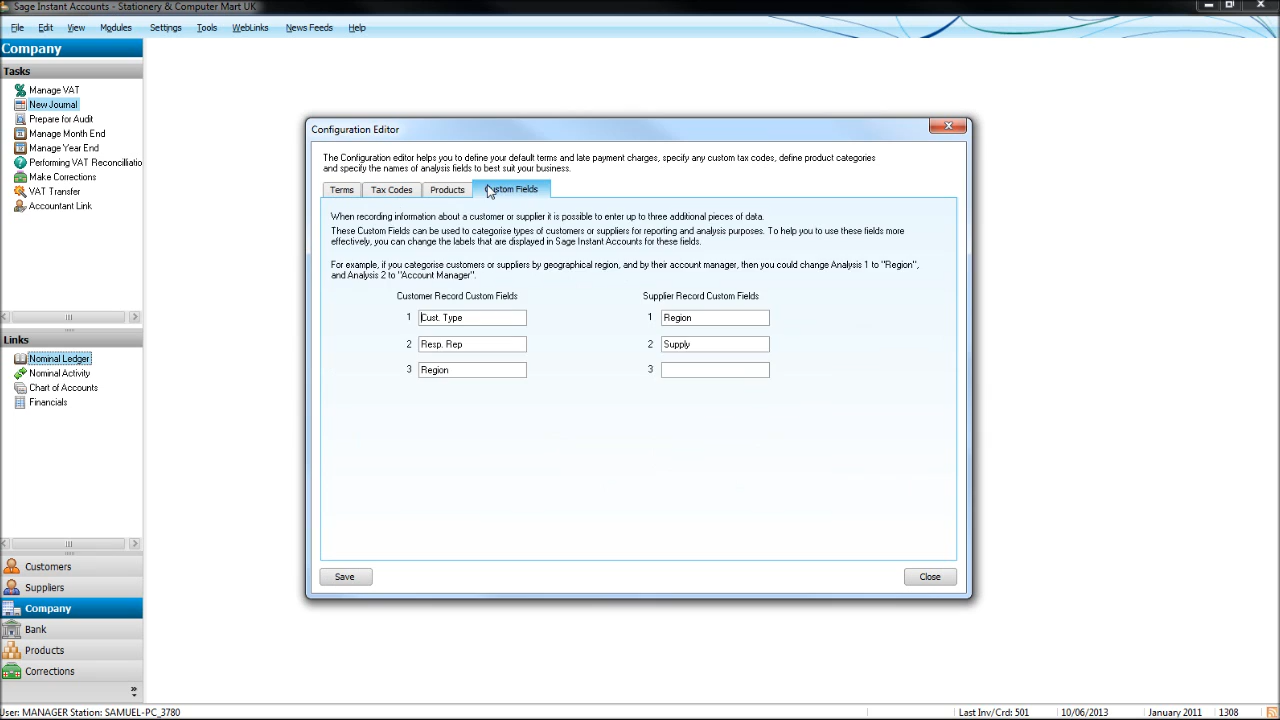 Sage Instant Accounts - Stationery & Computer Mart UK
File Edit View Modules Settings Tools WebLinks News Feeds Help
Company
Tasks
Manage VAT
New Journal
Prepare for Audit
Manage Month End
Manage Year End
Performing VAT Reconciliatio
Make Corrections
VAT Transfer
Accountant Link
Links
Nominal Ledger
Nominal Activity
Chart of Accounts
Financials
Customers
Suppliers
Company
Bank
Products
Corrections
Configuration Editor
The Configuration editor helps you to define your default terms and late payment charges, specify any custom tax codes, define product categories
and specify the names of analysis fields to best suit your business.
Terms Tax Codes Products Custom Fields
When recording information about a customer or supplier it is possible to enter up to three additional pieces of data.
These Custom Fields can be used to categorise types of customers or suppliers for reporting and analysis purposes. To help you to use these fields more
effectively, you can change the labels that are displayed in Sage Instant Accounts for these fields.
For example, if you categorise customers or suppliers by geographical region, and by their account manager, then you could change Analysis 1 to "Region",
and Analysis 2 to "Account Manager".
Customer Record Custom Fields Supplier Record Custom Fields
1 Cust. Type 1 Region
2 Resp. Rep 2 Supply
3 Region 3
Save Close
User: MANAGER Station: SAMUEL-PC_3780 Last Inv/Crd: 501 10/06/2013 January 2011 1308